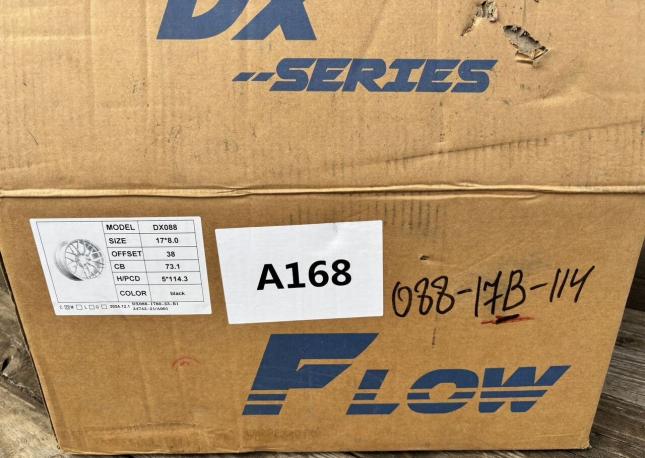 DX
--SERIES
MODEL DX088
SIZE 17*8.0
OFFSET 38
CB 73.1
H/PCD 5*114.3
COLOR black
A168
088-17B-114
FLOW